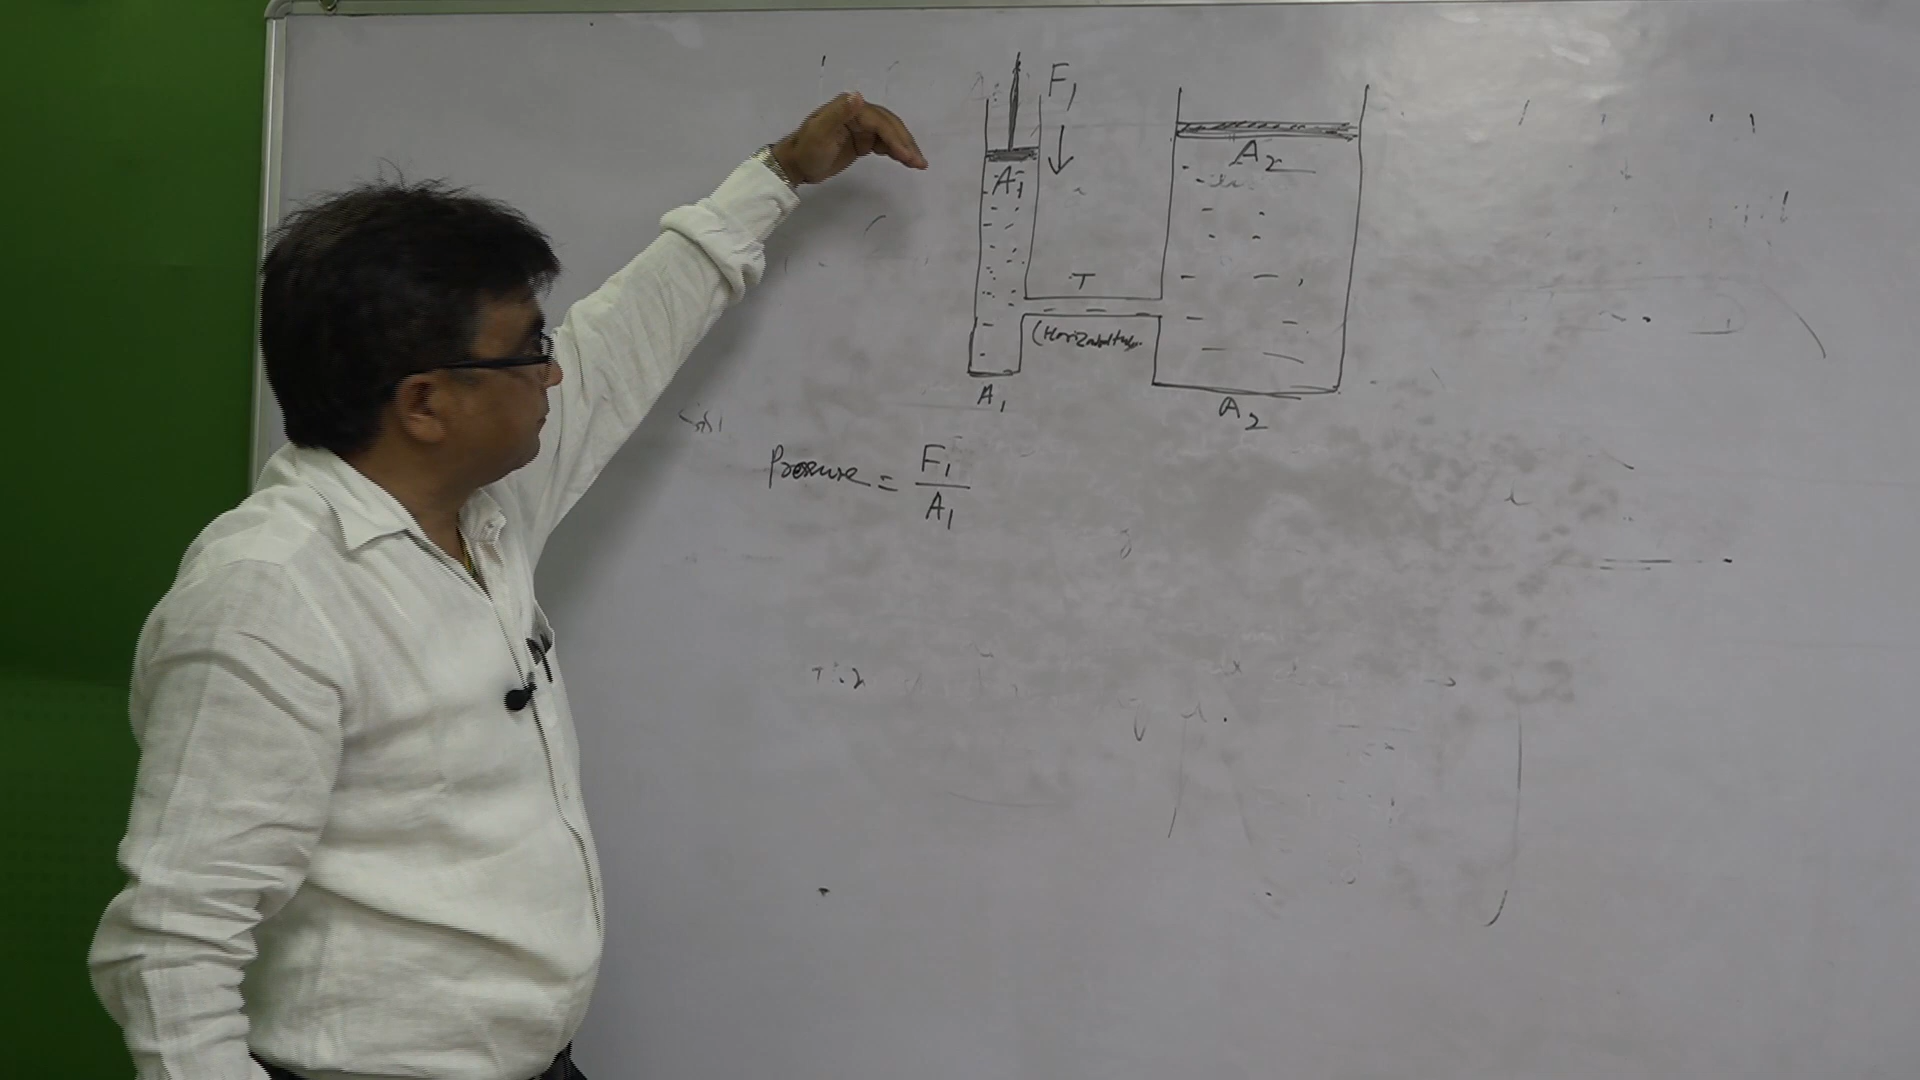 F₁
A₁
A₂
T
(Horizontal tube
A₁
A₂
Pressure = F₁/A₁